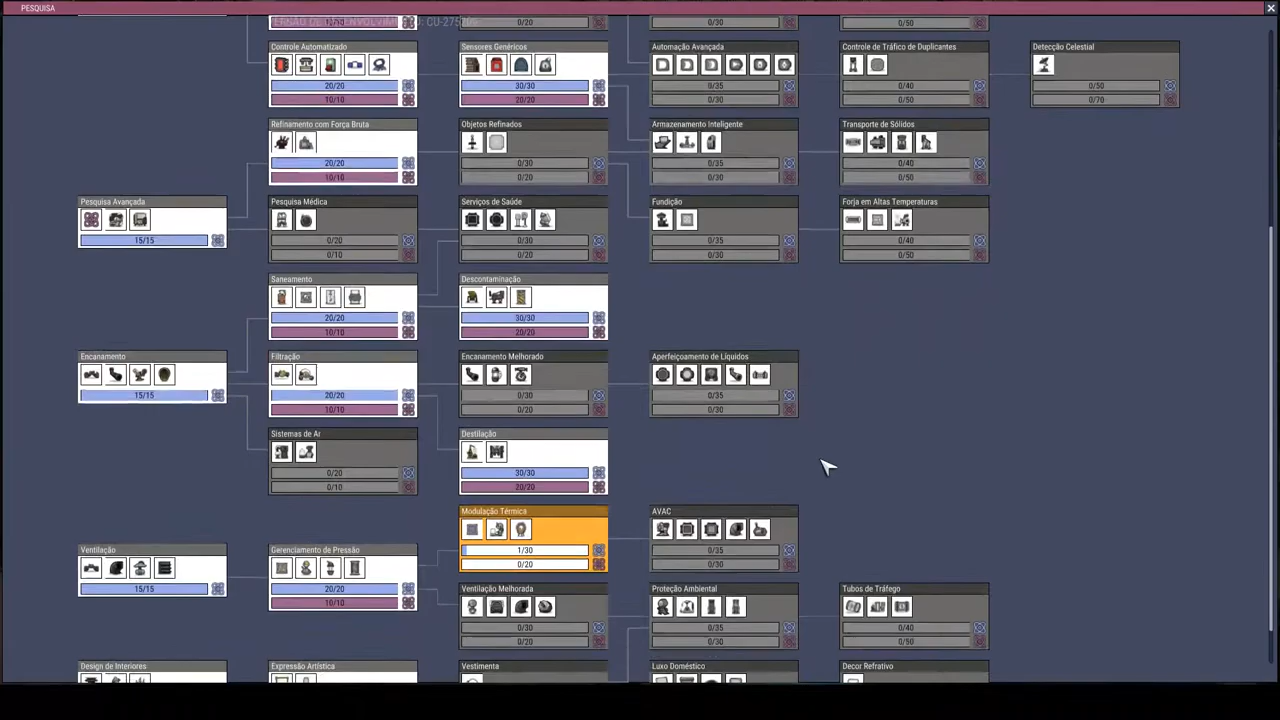 PESQUISA
10/10
0/20
0/30
0/50
Controle Automatizado
Sensores Genéricos
Automação Avançada
Controle de Tráfico de Duplicantes
Detecção Celestial
20/20
30/30
0/35
0/40
0/50
10/10
20/20
0/30
0/50
0/70
Refinamento com Força Bruta
Objetos Refinados
Armazenamento Inteligente
Transporte de Sólidos
20/20
0/30
0/35
0/40
10/10
0/20
0/30
0/50
Pesquisa Avançada
Pesquisa Médica
Serviços de Saúde
Fundição
Forja em Altas Temperaturas
15/15
0/20
0/30
0/35
0/40
0/10
0/20
0/30
0/50
Saneamento
Descontaminação
20/20
30/30
10/10
20/20
Encanamento
Filtração
Encanamento Melhorado
Aperfeiçoamento de Líquidos
15/15
20/20
0/30
0/35
10/10
0/20
0/30
Sistemas de Ar
Destilação
0/20
30/30
0/10
20/20
Modulação Térmica
AVAC
1/30
0/35
0/20
0/30
Ventilação
Gerenciamento de Pressão
15/15
20/20
10/10
Ventilação Melhorada
Proteção Ambiental
Tubos de Tráfego
0/30
0/35
0/40
0/20
0/30
0/50
Design de Interiores
Expressão Artística
Vestimenta
Luxo Doméstico
Decor Refrativo